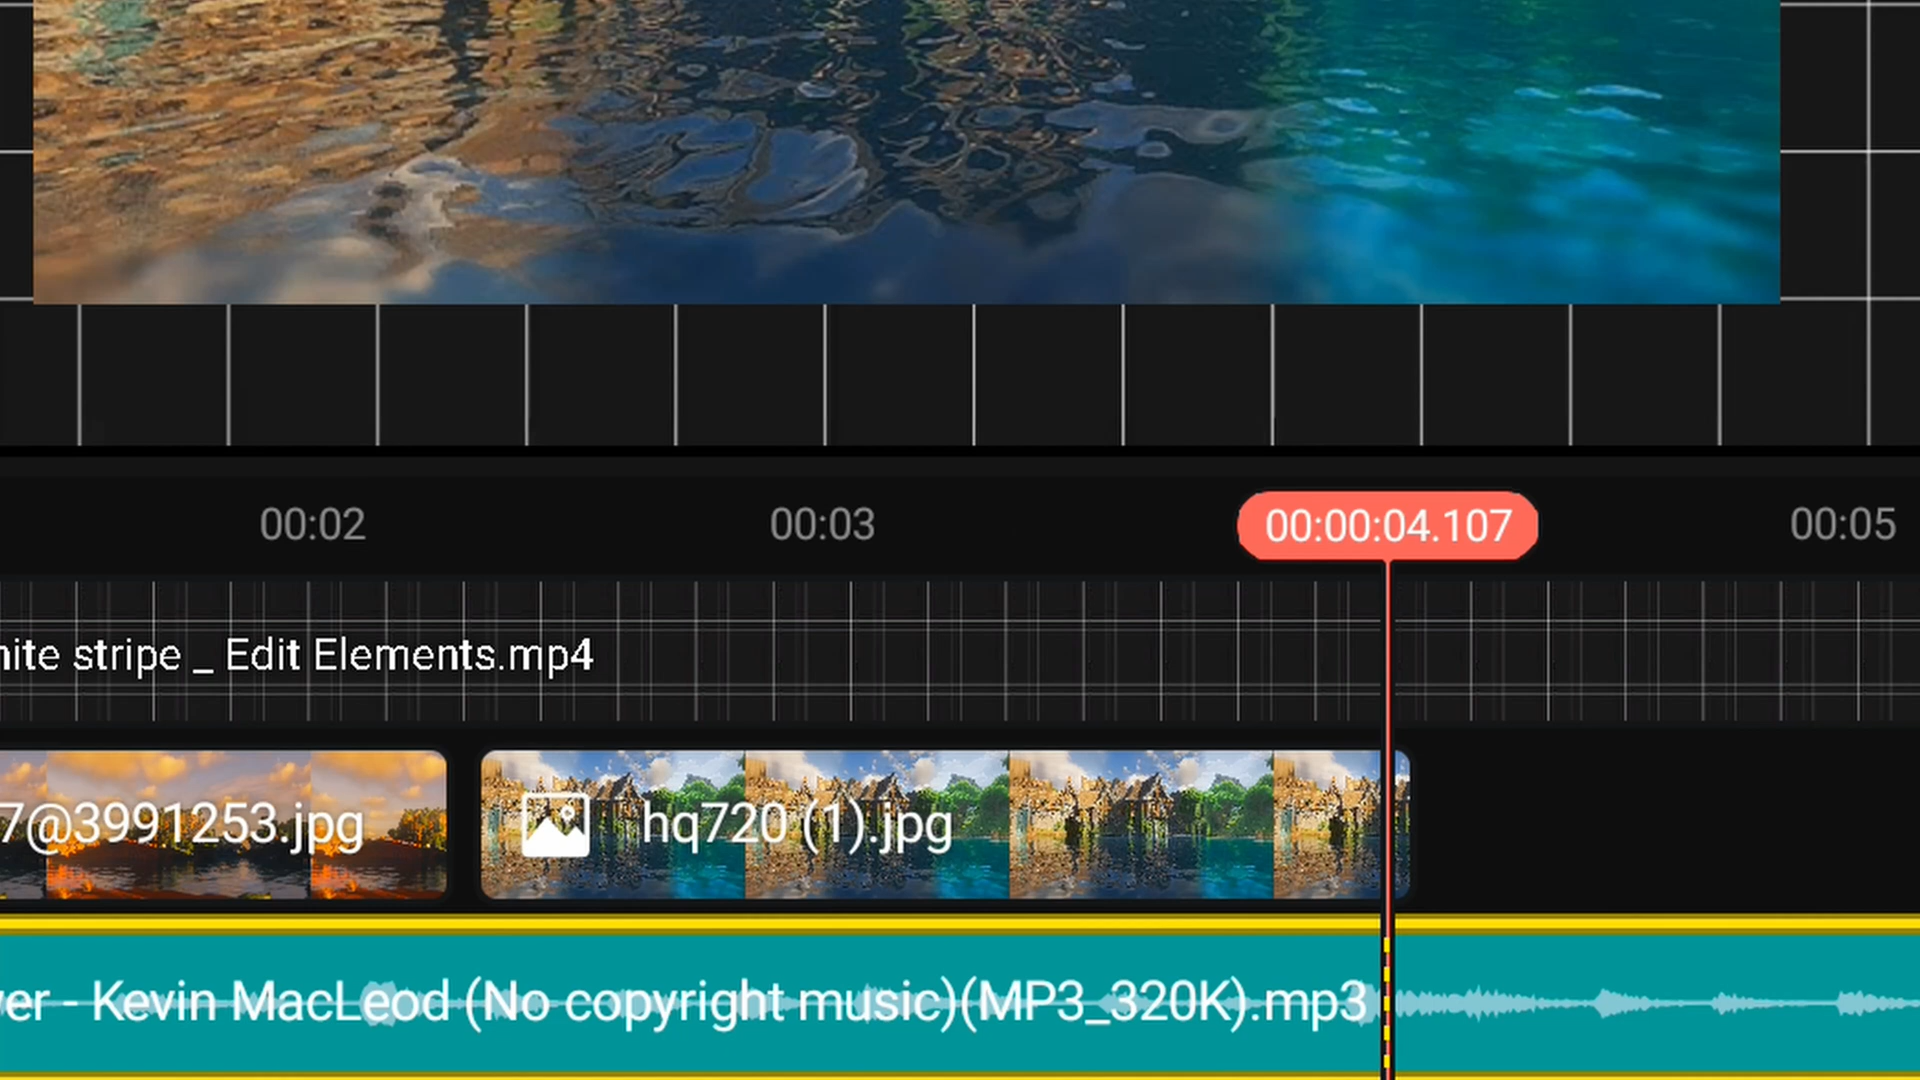 00:02 00:03 00:00:04.107 00:05
ite stripe _ Edit Elements.mp4
7@3991253.jpg hq720 (1).jpg
er - Kevin MacLeod (No copyright music)(MP3_320K).mp3